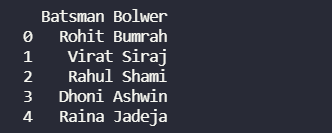 Batsman Bolwer
0 Rohit Bumrah
1 Virat Siraj
2 Rahul Shami
3 Dhoni Ashwin
4 Raina Jadeja